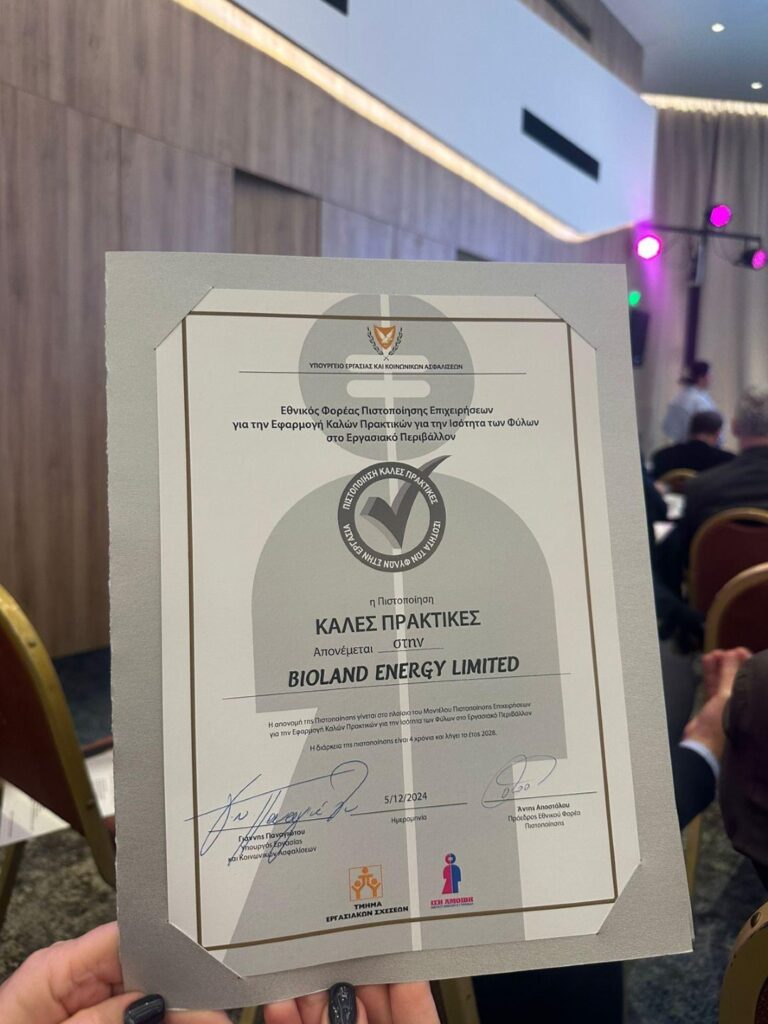 ΥΠΟΥΡΓΕΙΟ ΕΡΓΑΣΙΑΣ ΚΑΙ ΚΟΙΝΩΝΙΚΩΝ ΑΣΦΑΛΙΣΕΩΝ
Εθνικός Φορέας Πιστοποίησης Επιχειρήσεων
για την Εφαρμογή Καλών Πρακτικών για την Ισότητα των Φύλων
στο Εργασιακό Περιβάλλον
ΠΙΣΤΟΠΟΙΗΣΗ ΚΑΛΕΣ ΠΡΑΚΤΙΚΕΣ
ΙΣΟΤΗΤΑ ΤΩΝ ΦΥΛΩΝ ΣΤΗΝ ΕΡΓΑΣΙΑ
η Πιστοποίηση
ΚΑΛΕΣ ΠΡΑΚΤΙΚΕΣ
Απονέμεται στην
BIOLAND ENERGY LIMITED
Η απονομή της Πιστοποίησης γίνεται στο πλαίσιο του Μοντέλου Πιστοποίησης Επιχειρήσεων
για την Εφαρμογή Καλών Πρακτικών για την Ισότητα των Φύλων στο Εργασιακό Περιβάλλον
Η διάρκεια της πιστοποίησης είναι 4 χρόνια και λήγει το έτος 2028.
5/12/2024
Ημερομηνία
Γιάννης Παναγιώτου
Υπουργός Εργασίας
και Κοινωνικών Ασφαλίσεων
Άντης Αποστόλου
Πρόεδρος Εθνικού Φορέα
Πιστοποίησης
ΤΜΗΜΑ
ΕΡΓΑΣΙΑΚΩΝ ΣΧΕΣΕΩΝ
ΙΣΗ ΑΜΟΙΒΗ